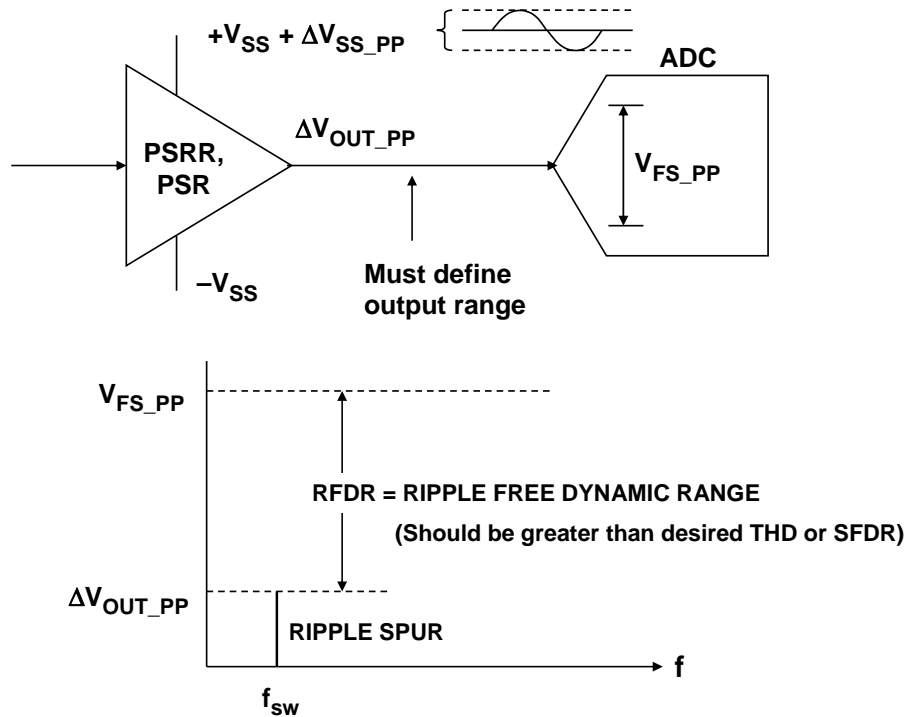 +VSS + ΔVSS_PP
ADC
PSRR,
PSR
ΔVOUT_PP
VFS_PP
–VSS
Must define
output range
VFS_PP
RFDR = RIPPLE FREE DYNAMIC RANGE
(Should be greater than desired THD or SFDR)
ΔVOUT_PP
RIPPLE SPUR
f
fsw